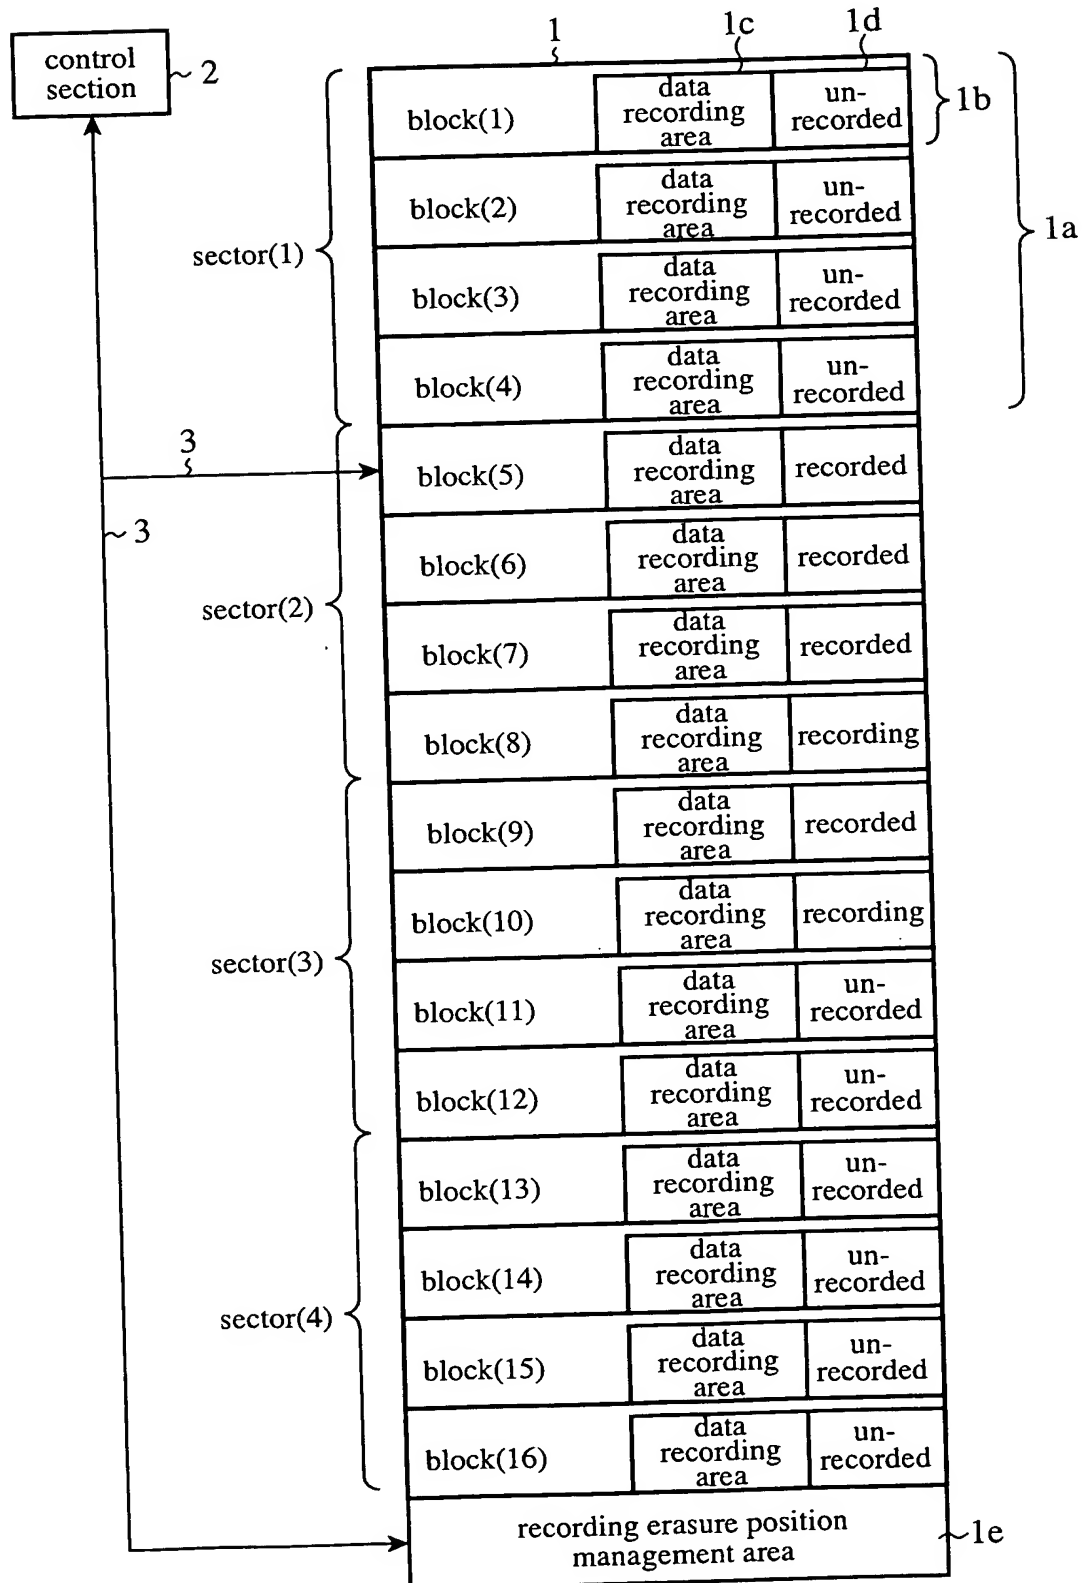 1
1c
1d
control
section
2
block(1)
data
recording
area
un-
recorded
1b
block(2)
data
recording
area
un-
recorded
1a
sector(1)
block(3)
data
recording
area
un-
recorded
block(4)
data
recording
area
un-
recorded
3
block(5)
data
recording
area
recorded
3
block(6)
data
recording
area
recorded
sector(2)
block(7)
data
recording
area
recorded
block(8)
data
recording
area
recording
block(9)
data
recording
area
recorded
block(10)
data
recording
area
recording
sector(3)
block(11)
data
recording
area
un-
recorded
block(12)
data
recording
area
un-
recorded
block(13)
data
recording
area
un-
recorded
block(14)
data
recording
area
un-
recorded
sector(4)
block(15)
data
recording
area
un-
recorded
block(16)
data
recording
area
un-
recorded
recording erasure position
management area
1e